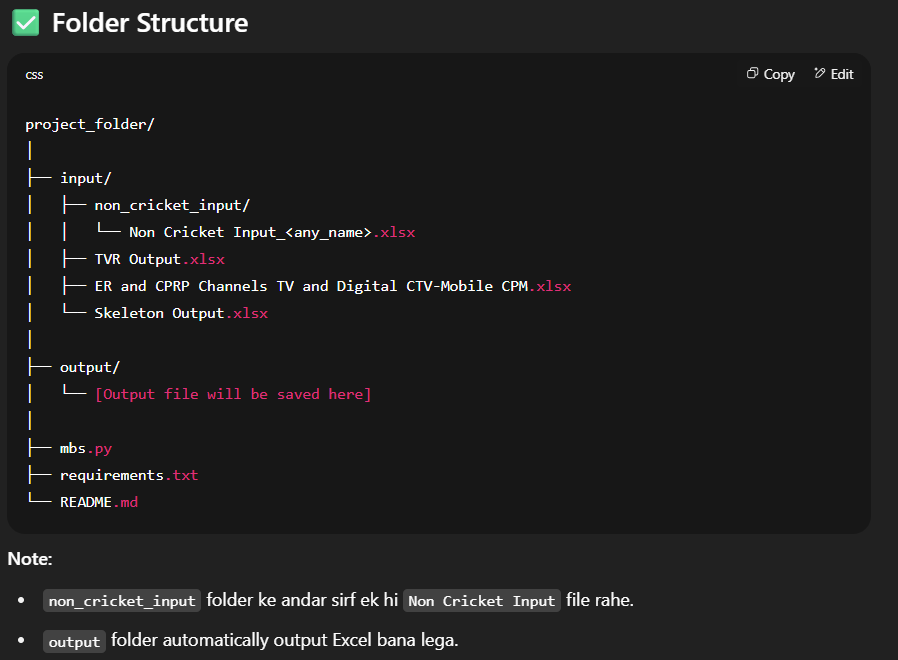 ✅ Folder Structure
css
Copy Edit
project_folder/
│
├── input/
│   ├── non_cricket_input/
│   │   └── Non Cricket Input_<any_name>.xlsx
│   ├── TVR Output.xlsx
│   ├── ER and CPRP Channels TV and Digital CTV-Mobile CPM.xlsx
│   └── Skeleton Output.xlsx
│
├── output/
│   └── [Output file will be saved here]
│
├── mbs.py
├── requirements.txt
└── README.md
Note:
• non_cricket_input folder ke andar sirf ek hi Non Cricket Input file rahe.
• output folder automatically output Excel bana lega.